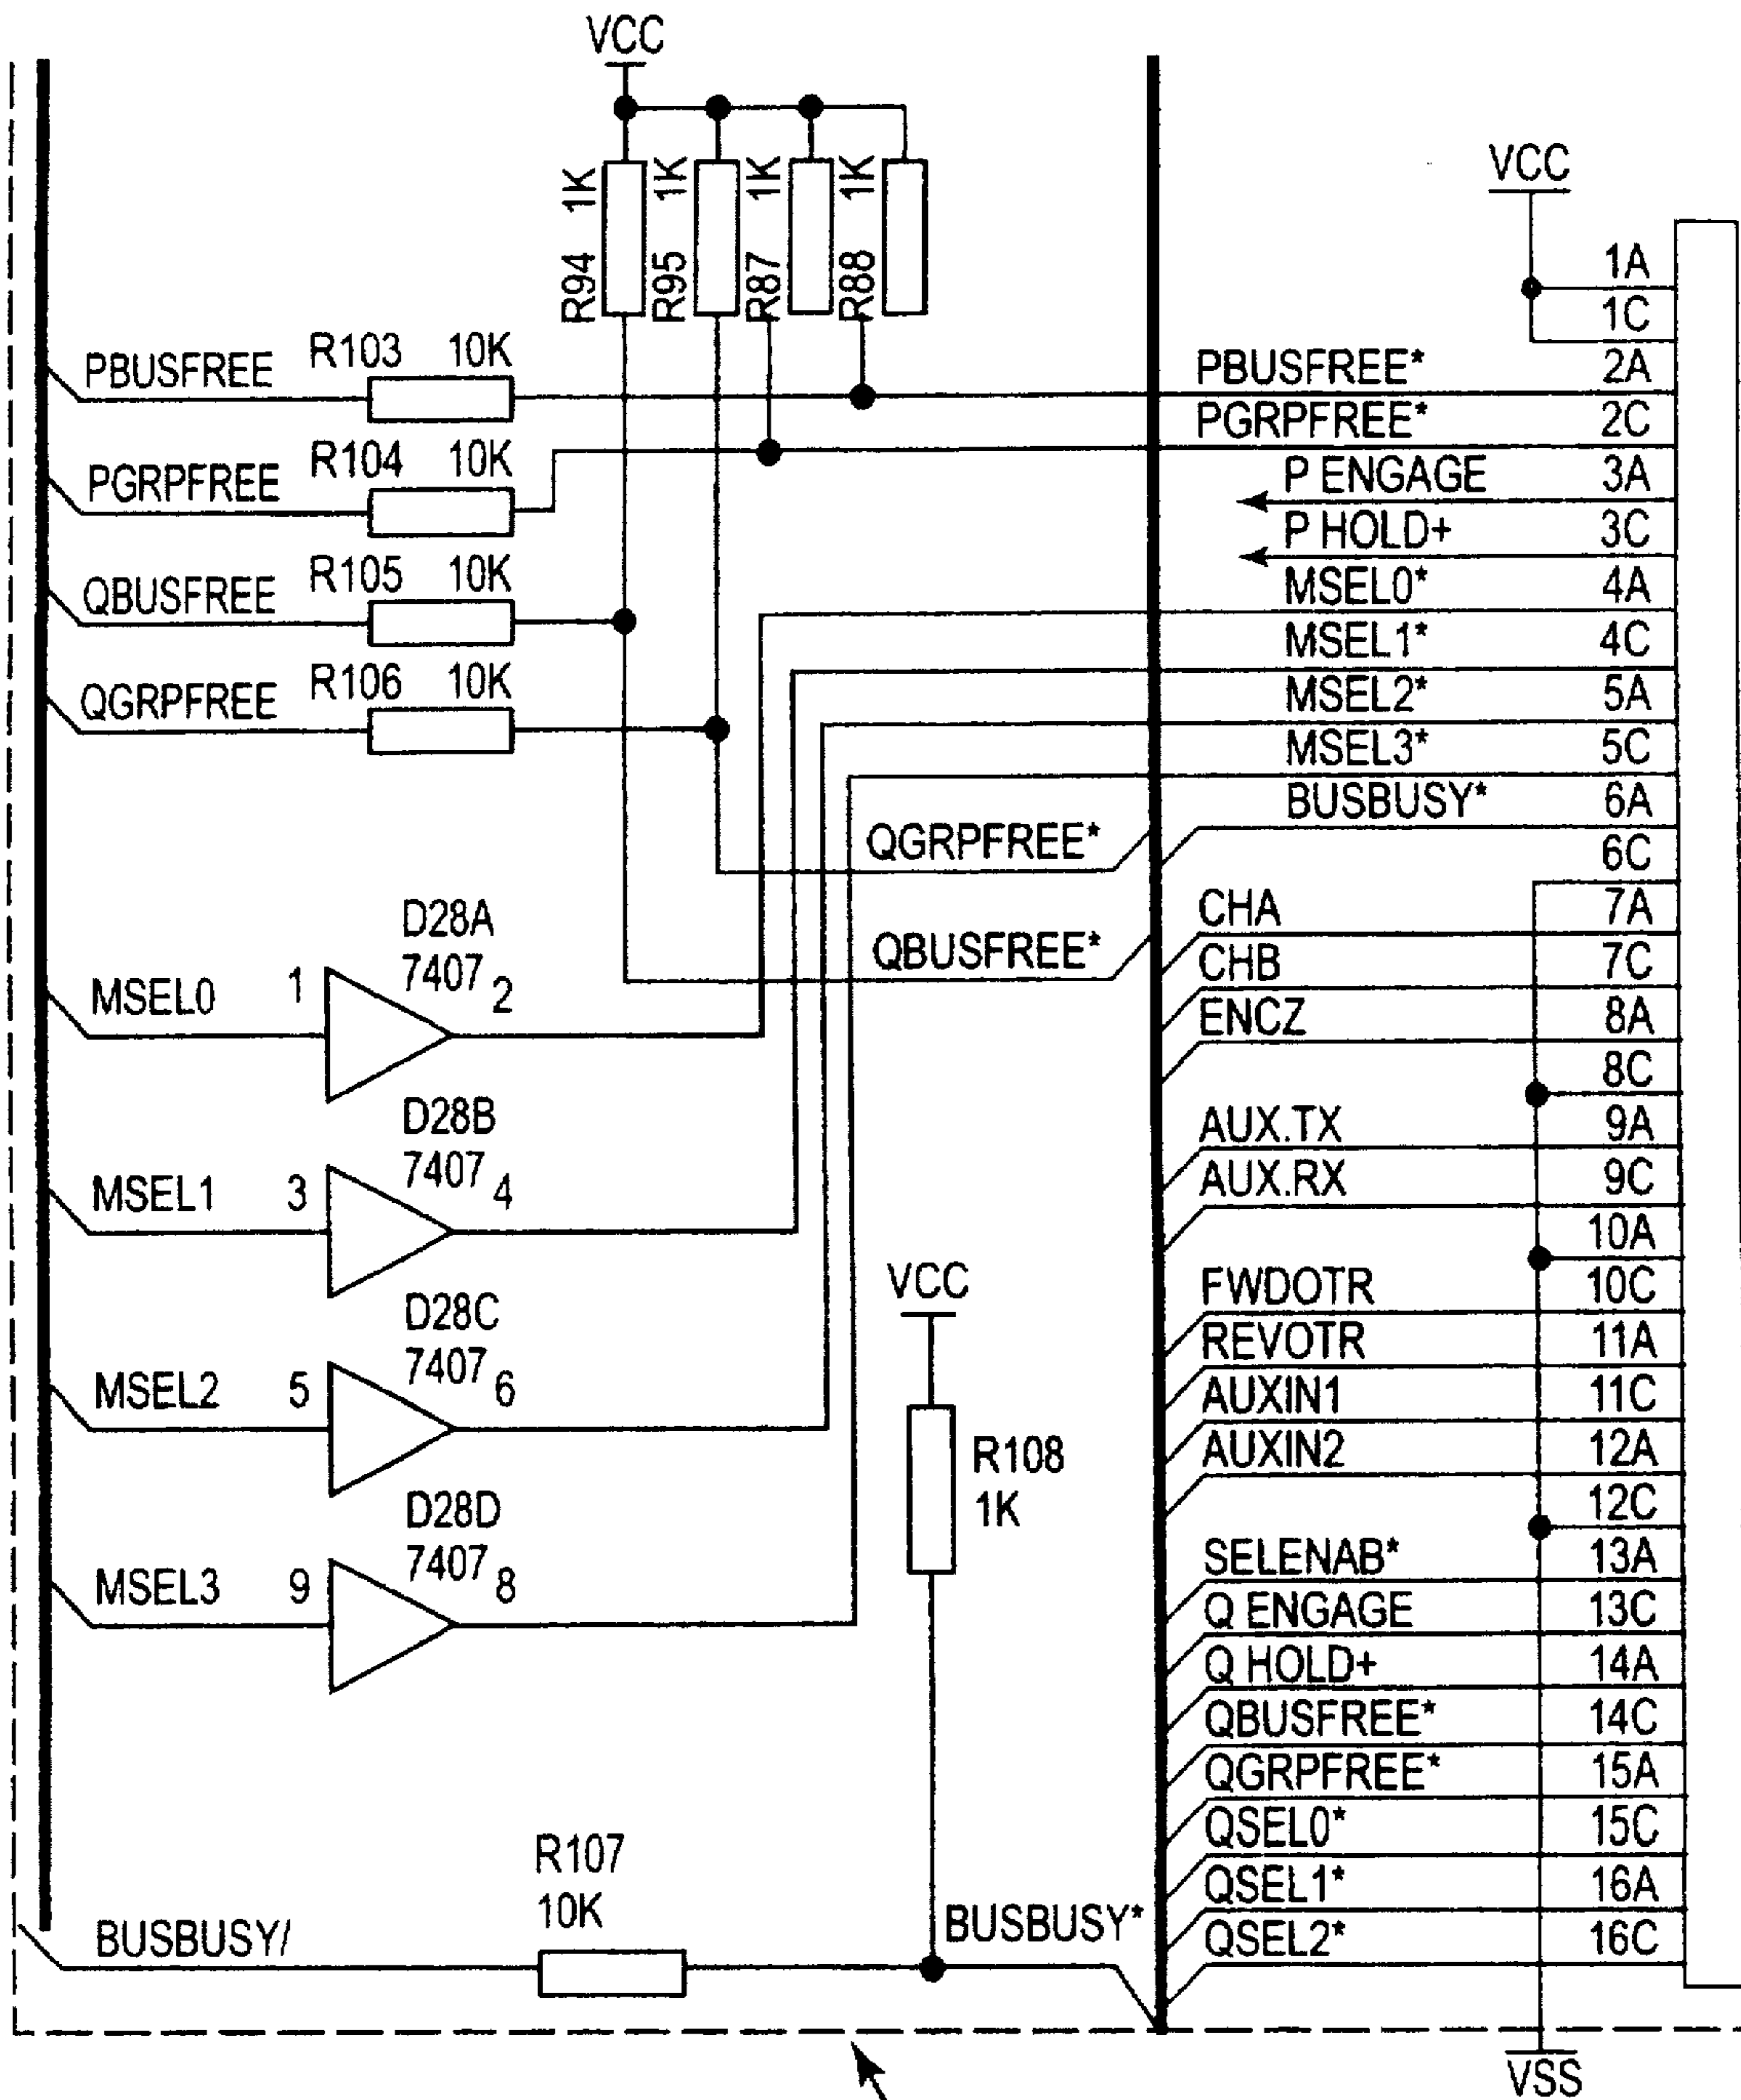 VCC
R94 1K
R95 1K
R87 1K
R88 1K
PBUSFREE R103 10K
PGRPFREE R104 10K
QBUSFREE R105 10K
QGRPFREE R106 10K
QGRPFREE*
QBUSFREE*
D28A
7407
MSEL0 1 2
D28B
7407
MSEL1 3 4
D28C
7407
MSEL2 5 6
D28D
7407
MSEL3 9 8
VCC
R108
1K
R107
10K
BUSBUSY/
BUSBUSY*
VCC
1A
1C
PBUSFREE* 2A
PGRPFREE* 2C
P ENGAGE 3A
P HOLD+ 3C
MSEL0* 4A
MSEL1* 4C
MSEL2* 5A
MSEL3* 5C
BUSBUSY* 6A
6C
CHA 7A
CHB 7C
ENCZ 8A
8C
AUX.TX 9A
AUX.RX 9C
10A
FWDOTR 10C
REVOTR 11A
AUXIN1 11C
AUXIN2 12A
12C
SELENAB* 13A
Q ENGAGE 13C
Q HOLD+ 14A
QBUSFREE* 14C
QGRPFREE* 15A
QSEL0* 15C
QSEL1* 16A
QSEL2* 16C
VSS